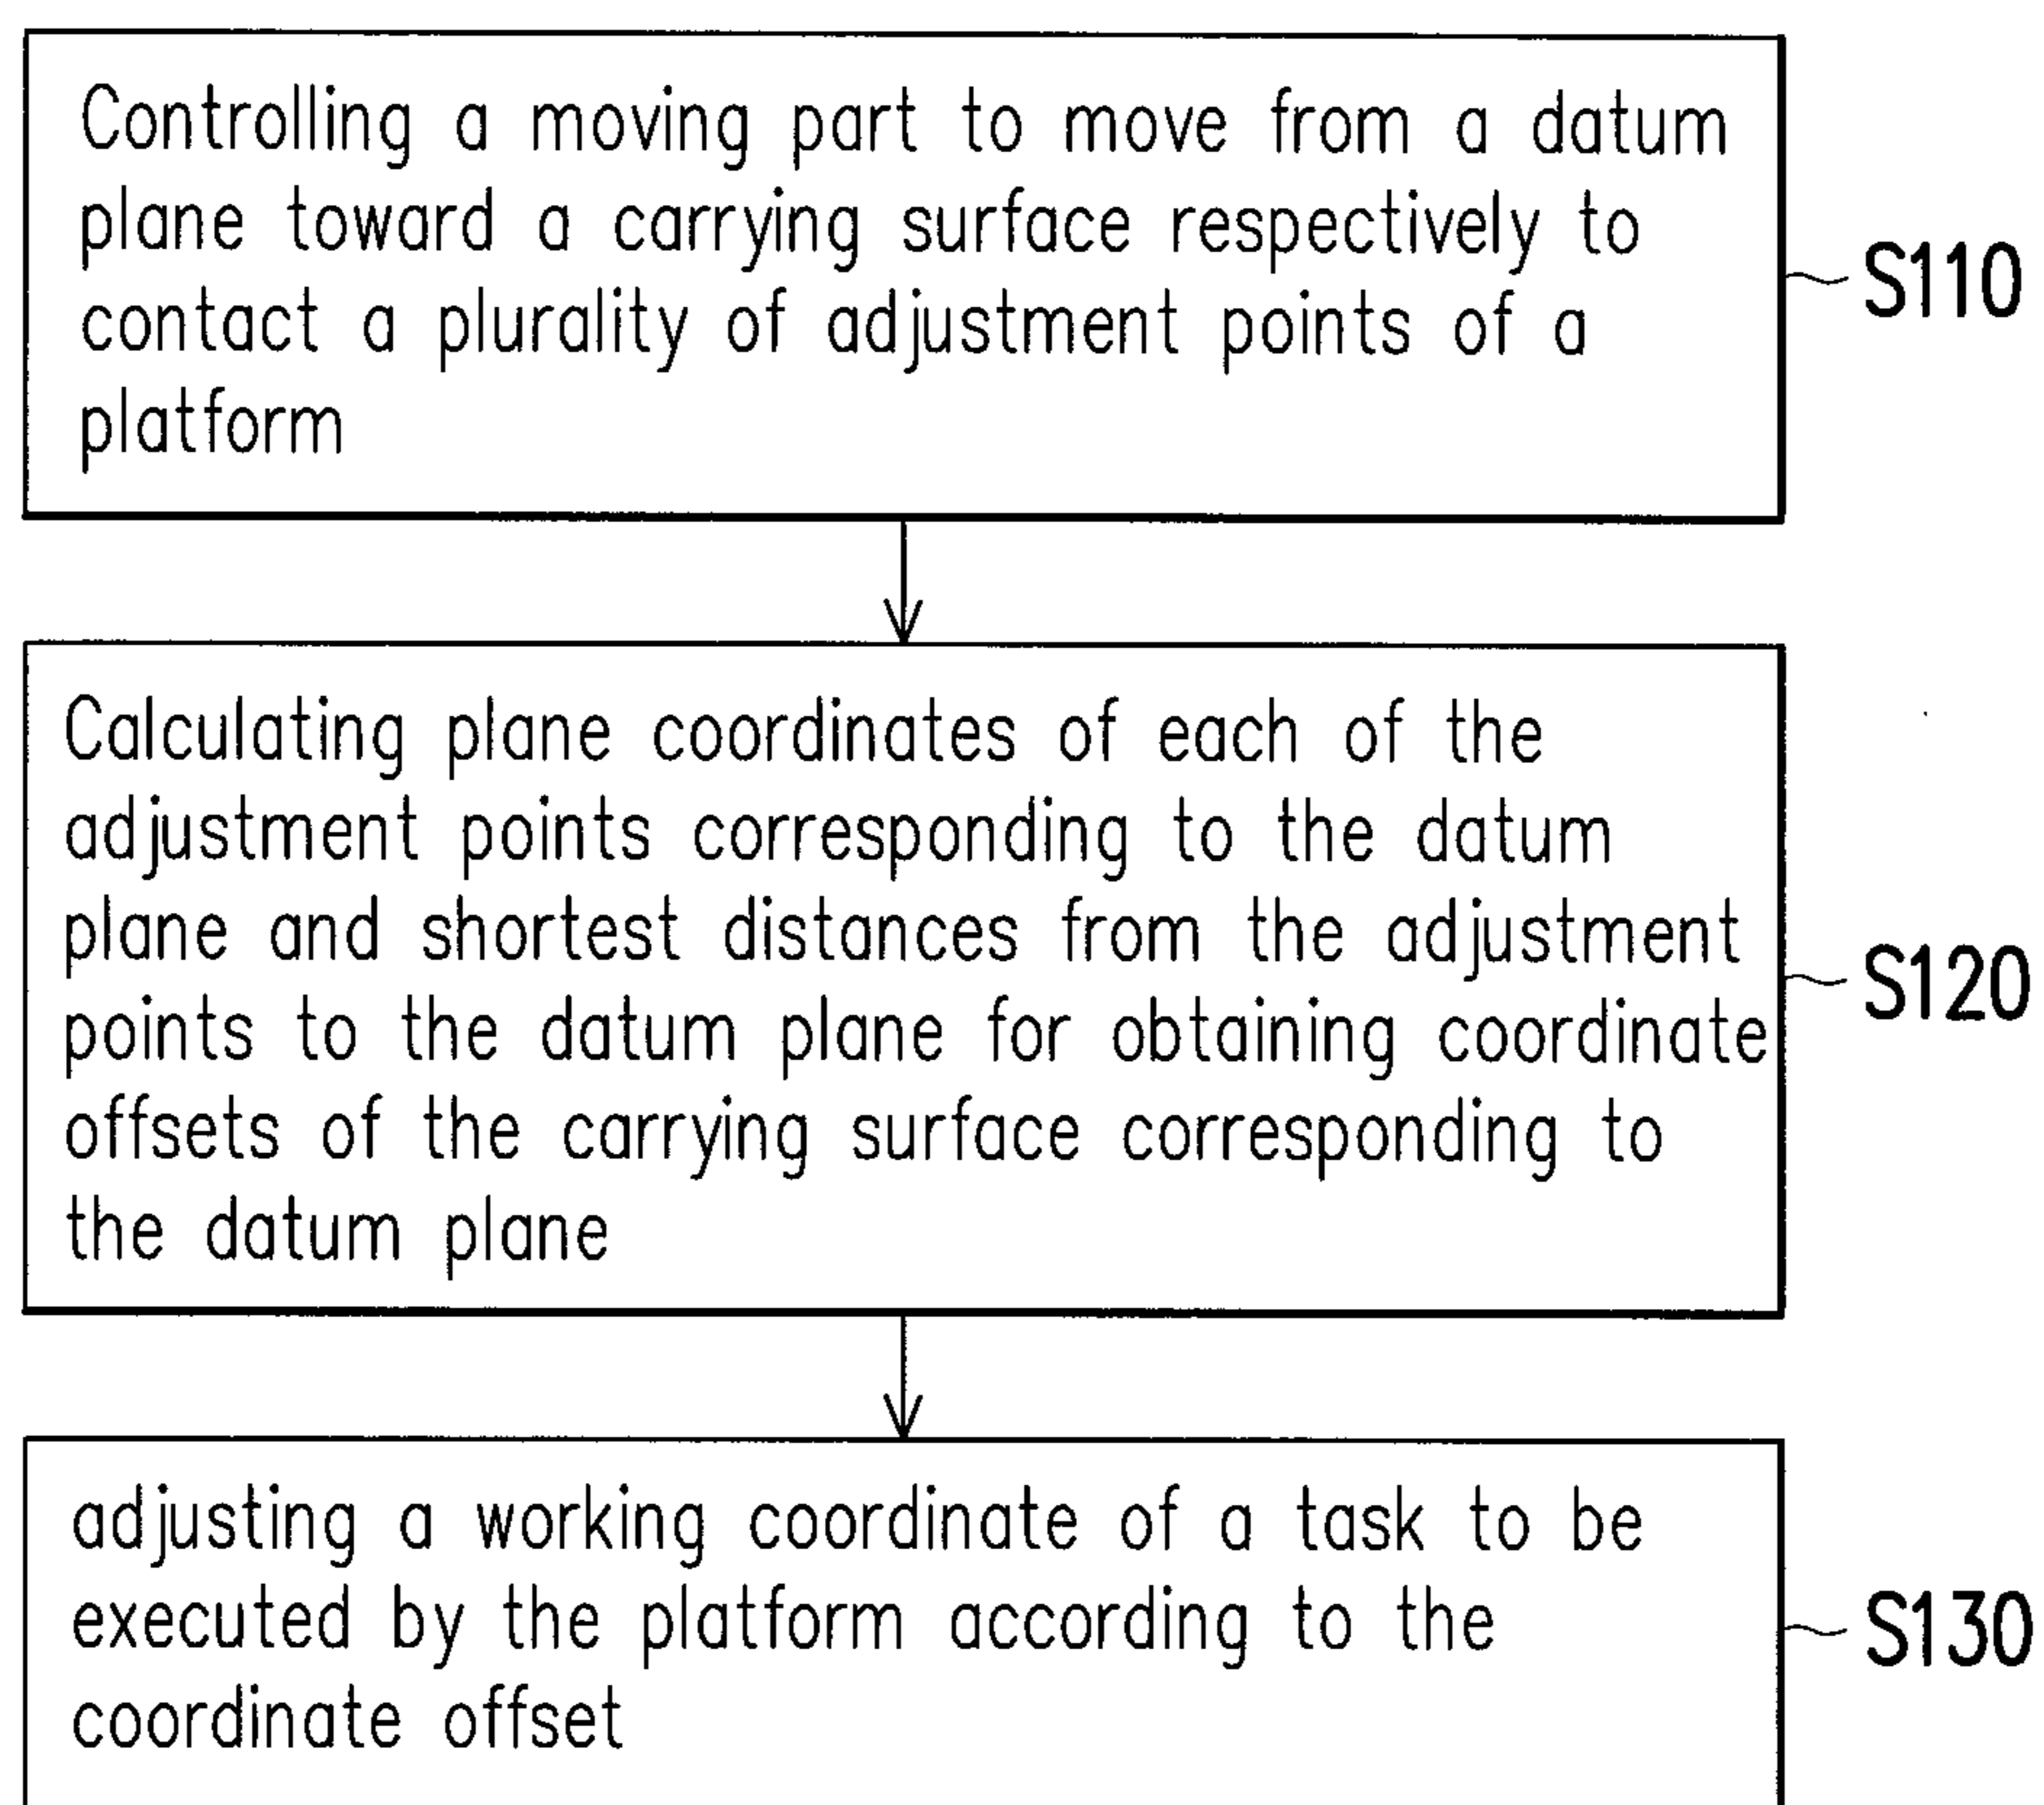 Controlling a moving part to move from a datum
plane toward a carrying surface respectively to
contact a plurality of adjustment points of a
platform
S110
Calculating plane coordinates of each of the
adjustment points corresponding to the datum
plane and shortest distances from the adjustment
points to the datum plane for obtaining coordinate
offsets of the carrying surface corresponding to
the datum plane
S120
adjusting a working coordinate of a task to be
executed by the platform according to the
coordinate offset
S130